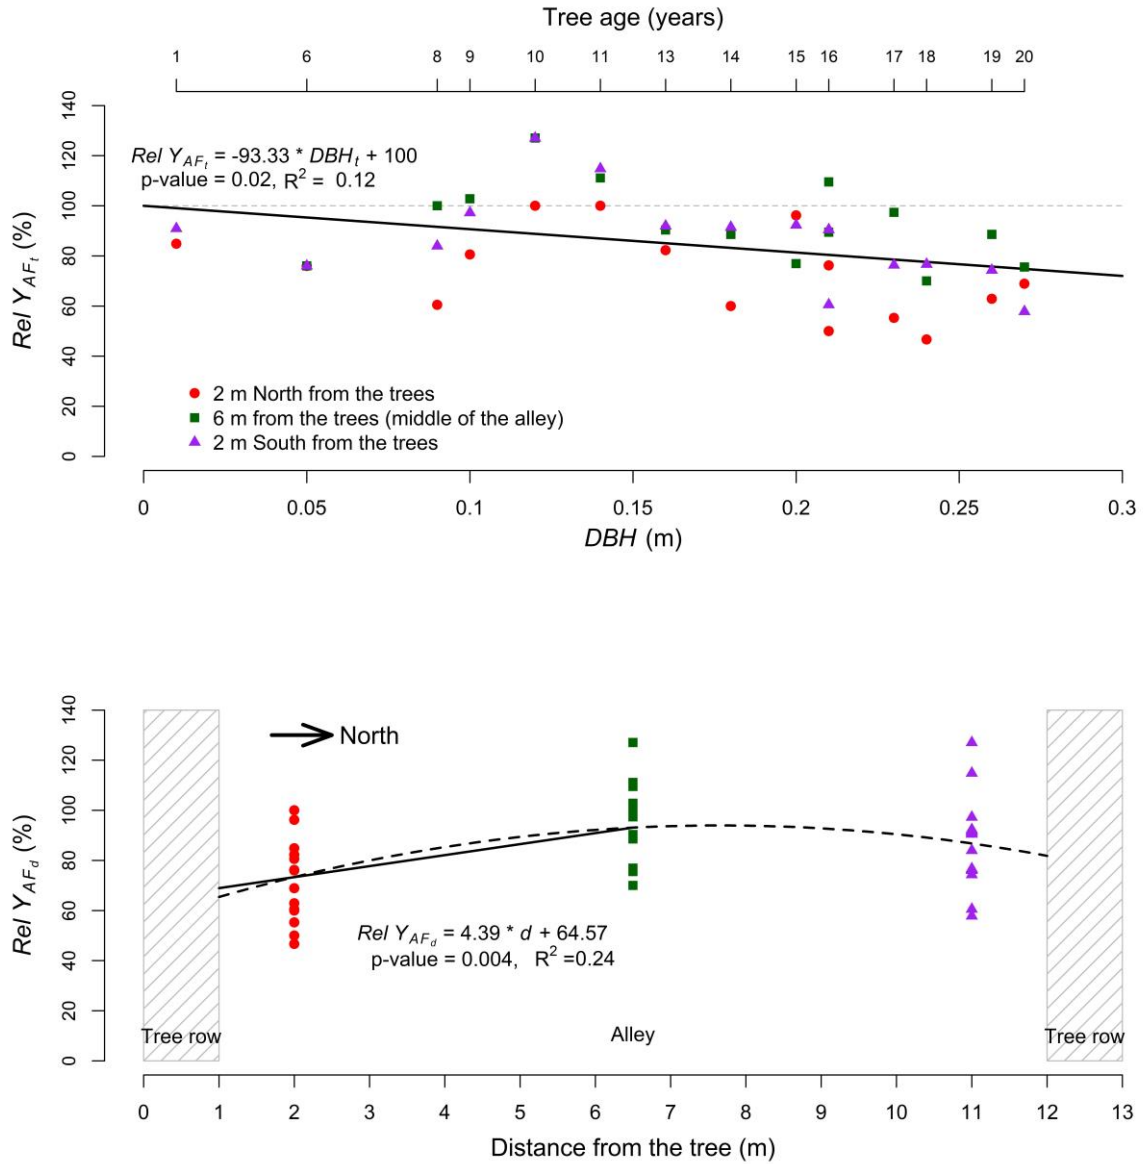 Tree age (years)
1 6 8 9 10 11 13 14 15 16 17 18 19 20
140
120
100
80
60
40
20
0
Rel Y_AF_t (%)
Rel Y_AF_t = -93.33 * DBH_t + 100
p-value = 0.02, R² = 0.12
2 m North from the trees
6 m from the trees (middle of the alley)
2 m South from the trees
0 0.05 0.1 0.15 0.2 0.25 0.3
DBH (m)
140
120
100
80
60
40
20
0
Rel Y_AF_d (%)
North
Rel Y_AF_d = 4.39 * d + 64.57
p-value = 0.004, R² =0.24
Tree row Alley Tree row
0 1 2 3 4 5 6 7 8 9 10 11 12 13
Distance from the tree (m)